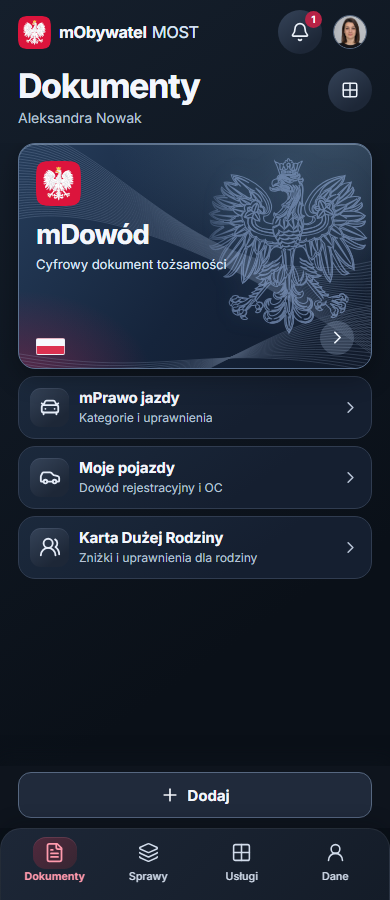 mObywatel MOST
1
Dokumenty
Aleksandra Nowak
mDowód
Cyfrowy dokument tożsamości
mPrawo jazdy
Kategorie i uprawnienia
Moje pojazdy
Dowód rejestracyjny i OC
Karta Dużej Rodziny
Zniżki i uprawnienia dla rodziny
Dodaj
Dokumenty
Sprawy
Usługi
Dane